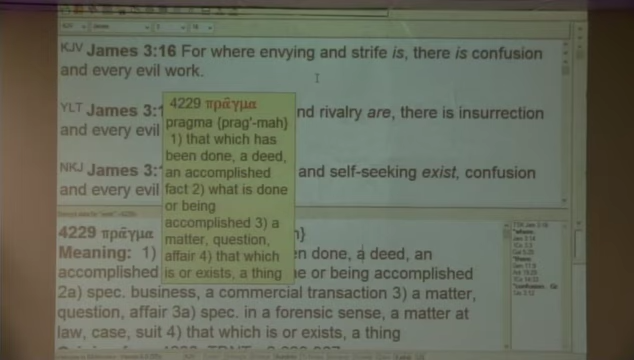 KJV James 3:16 For where envying and strife is, there is confusion
and every evil work.
YLT James 3:1
nd rivalry are, there is insurrection
and every evil
NKJ James 3:
and self-seeking exist, confusion
and every evil
4229 πρᾶγμα
pragma {prag'-mah}
1) that which has
been done, a deed,
an accomplished
fact 2) what is done
or being
accomplished 3) a
matter, question,
affair 4) that which
is or exists, a thing
4229 πρᾶγμα
h}
Meaning: 1)
en done, a deed, an
accomplished
ne or being accomplished
2a) spec. business, a commercial transaction 3) a matter,
question, affair 3a) spec. in a forensic sense, a matter at
law, case, suit 4) that which is or exists, a thing